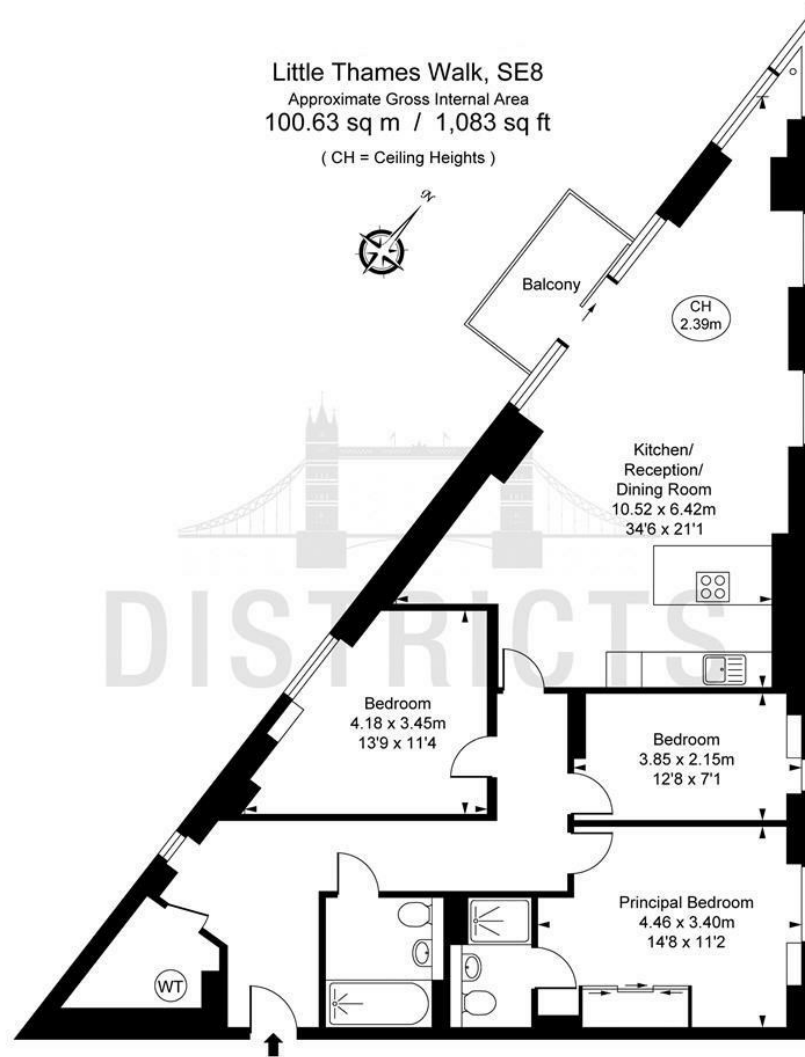 Little Thames Walk, SE8
Approximate Gross Internal Area
100.63 sq m / 1,083 sq ft
( CH = Ceiling Heights )
N
Balcony
CH
2.39m
Kitchen/
Reception/
Dining Room
10.52 x 6.42m
34'6 x 21'1
DISTRICTS
Bedroom
4.18 x 3.45m
13'9 x 11'4
Bedroom
3.85 x 2.15m
12'8 x 7'1
Principal Bedroom
4.46 x 3.40m
14'8 x 11'2
WT